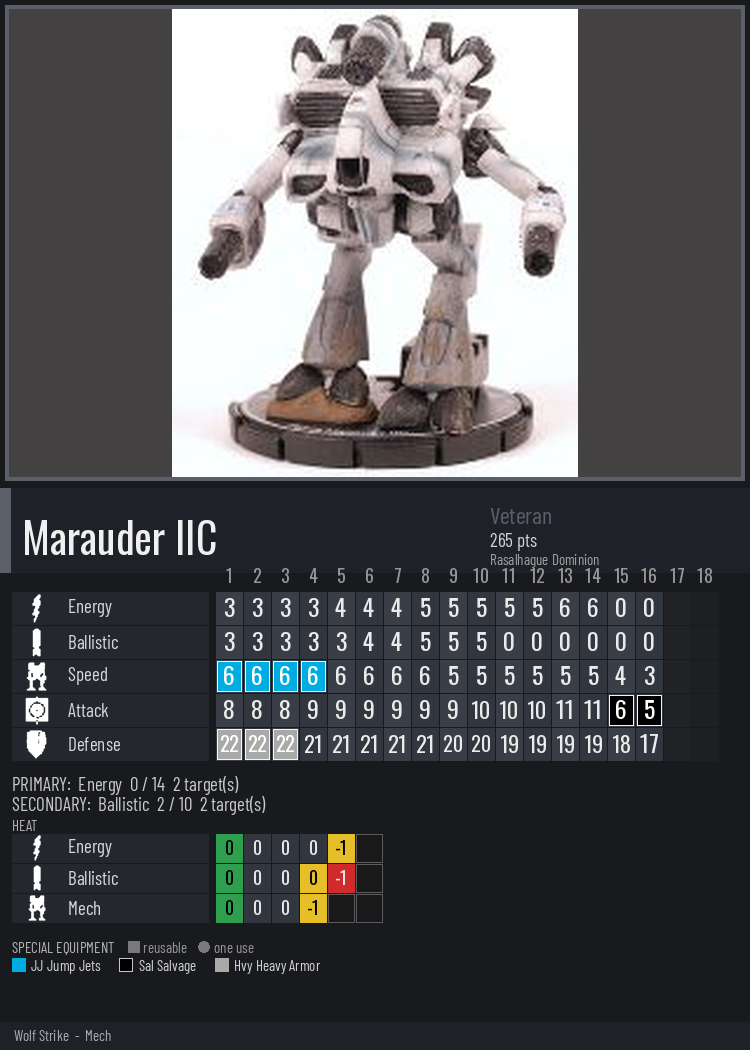 Marauder IIC
Veteran
265 pts
Rasalhague Dominion
1 2 3 4 5 6 7 8 9 10 11 12 13 14 15 16 17 18
Energy 3 3 3 3 4 4 4 5 5 5 5 5 6 6 0 0
Ballistic 3 3 3 3 3 4 4 5 5 0 0 0 0 0 0 0
Speed 6 6 6 6 6 6 6 6 5 5 5 5 5 5 4 3
Attack 8 8 8 9 9 9 9 9 9 10 10 10 11 11 6 5
Defense 22 22 22 21 21 21 21 21 20 20 19 19 19 19 18 17
PRIMARY: Energy 0 / 14 2 target(s)
SECONDARY: Ballistic 2 / 10 2 target(s)
HEAT
Energy 0 0 0 0 -1
Ballistic 0 0 0 0 -1
Mech 0 0 0 -1
SPECIAL EQUIPMENT reusable one use
JJ Jump Jets Sal Salvage Hvy Heavy Armor
Wolf Strike - Mech